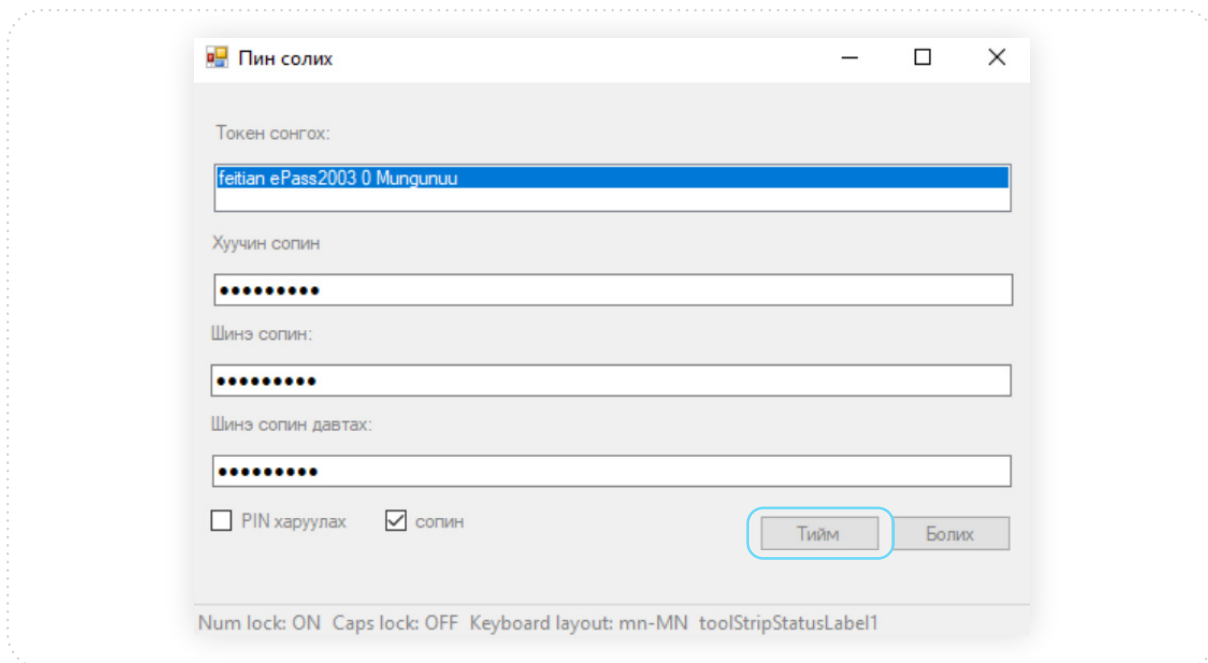 Пин солих
Токен сонгох:
feitian ePass2003 0 Mungunuu
Хуучин сопин
•••••••••
Шинэ сопин:
•••••••••
Шинэ сопин давтах:
•••••••••
PIN харуулах сопин
Тийм Болих
Num lock: ON Caps lock: OFF Keyboard layout: mn-MN toolStripStatusLabel1